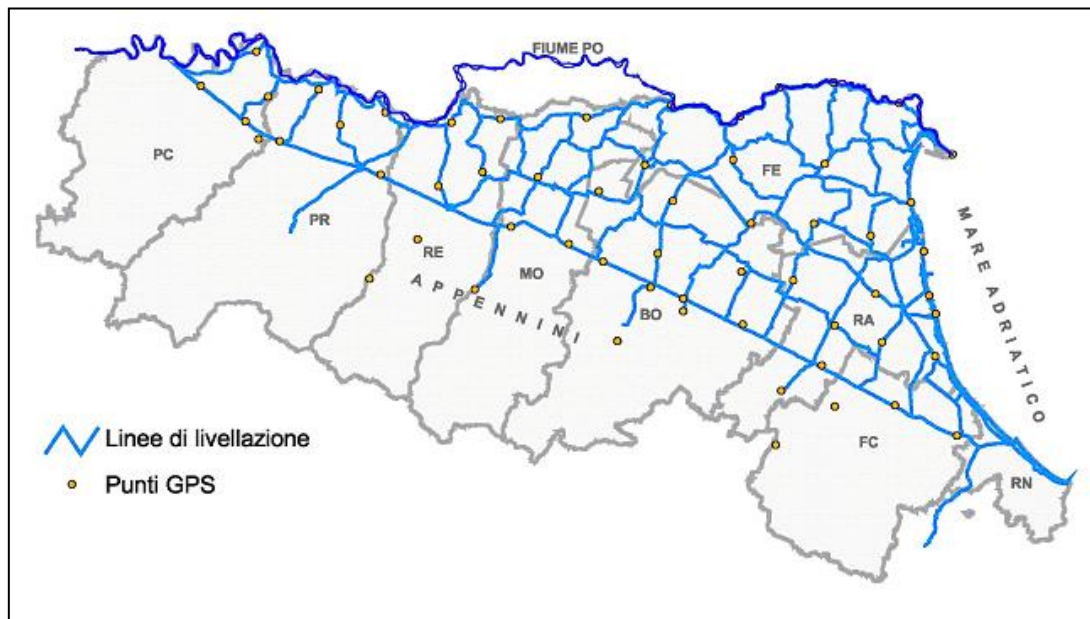 FIUME PO
PC
PR
RE
MO
BO
FE
RA
FC
RN
APPENNINI
MARE ADRIATICO
Linee di livellazione
Punti GPS